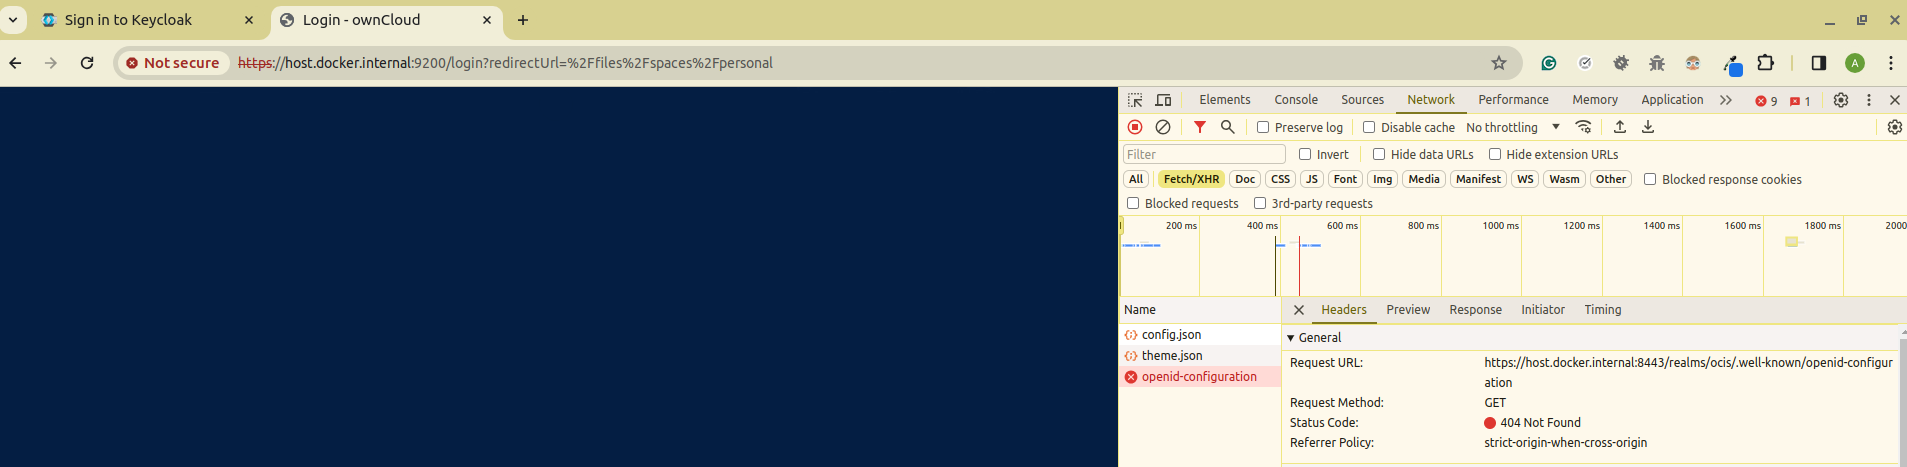 Sign in to Keycloak
Login - ownCloud
Not secure https://host.docker.internal:9200/login?redirectUrl=%2Ffiles%2Fspaces%2Fpersonal
A
Elements Console Sources Network Performance Memory Application 9 1
Preserve log Disable cache No throttling
Filter Invert Hide data URLs Hide extension URLs
All Fetch/XHR Doc CSS JS Font Img Media Manifest WS Wasm Other Blocked response cookies
Blocked requests 3rd-party requests
200 ms 400 ms 600 ms 800 ms 1000 ms 1200 ms 1400 ms 1600 ms 1800 ms 2000
Name Headers Preview Response Initiator Timing
config.json
theme.json
openid-configuration
General
Request URL: https://host.docker.internal:8443/realms/ocis/.well-known/openid-configur
ation
Request Method: GET
Status Code: 404 Not Found
Referrer Policy: strict-origin-when-cross-origin